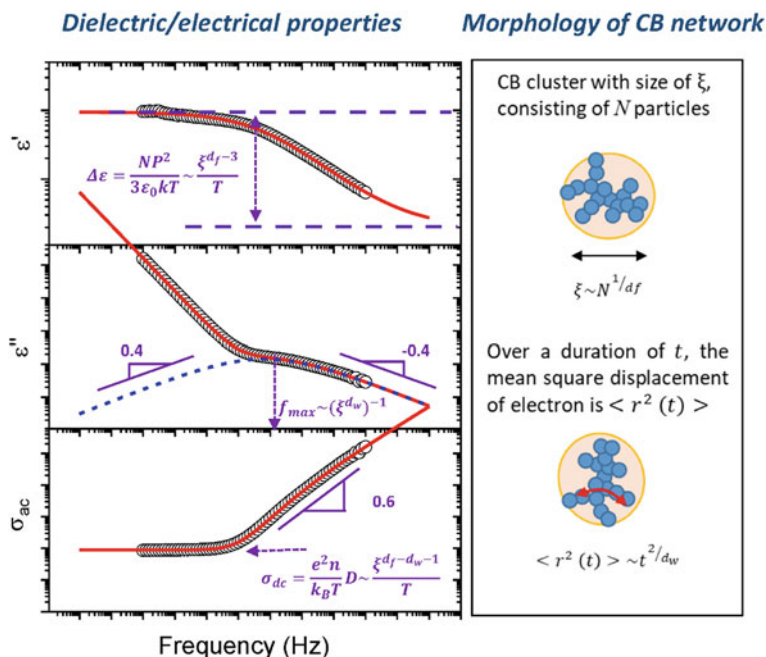 Dielectric/electrical properties
Morphology of CB network
ε'
Δε = NP²/3ε₀kT ~ ξ^(d_f−3)/T
ε''
0.4
-0.4
f_max~(ξ^(d_w))^(−1)
σac
0.6
σ_dc = e²n/k_BT D~ ξ^(d_f−d_w−1)/T
Frequency (Hz)
CB cluster with size of ξ,
consisting of N particles
ξ~N^(1/df)
Over a duration of t, the
mean square displacement
of electron is < r² (t) >
< r² (t) > ~t^(2/d_w)